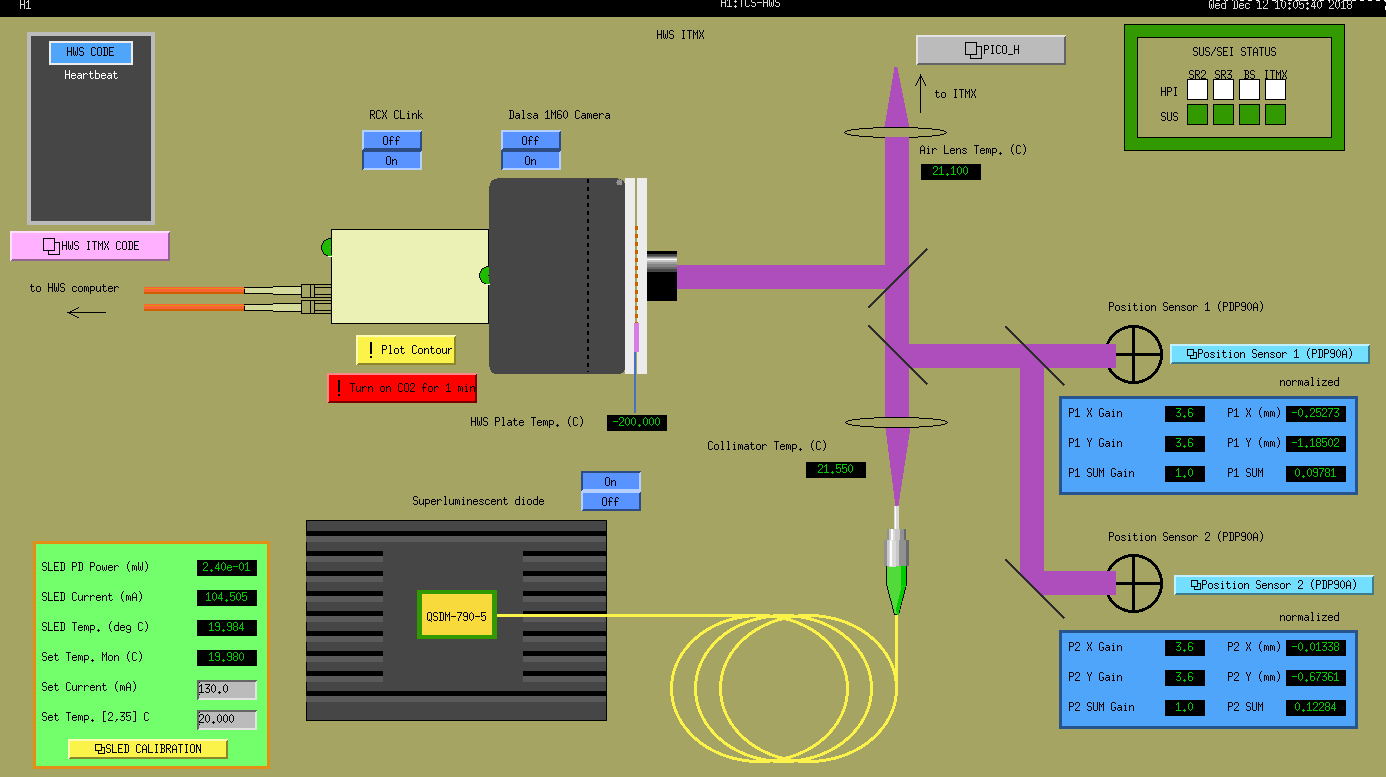 H1
H1:TCS-HWS
Wed Dec 12 10:05:40 2018
HWS ITMX
HWS CODE
Heartbeat
HWS ITMX CODE
to HWS computer
RCX CLink
Off
On
Dalsa 1M60 Camera
Off
On
! Plot Contour
! Turn on CO2 for 1 min
HWS Plate Temp. (C)
-200.000
PICO_H
to ITMX
Air Lens Temp. (C)
21.100
SUS/SEI STATUS
SR2 SR3 BS ITMX
HPI
SUS
Position Sensor 1 (PDP90A)
Position Sensor 1 (PDP90A)
normalized
P1 X Gain 3.6 P1 X (mm) -0.25273
P1 Y Gain 3.6 P1 Y (mm) -1.18502
P1 SUM Gain 1.0 P1 SUM 0.09781
Collimator Temp. (C)
21.550
Superluminescent diode
On
Off
QSDM-790-5
Position Sensor 2 (PDP90A)
Position Sensor 2 (PDP90A)
normalized
P2 X Gain 3.6 P2 X (mm) -0.01338
P2 Y Gain 3.6 P2 Y (mm) -0.67361
P2 SUM Gain 1.0 P2 SUM 0.12284
SLED PD Power (mW) 2.40e-01
SLED Current (mA) 104.505
SLED Temp. (deg C) 19.984
Set Temp. Mon (C) 19.980
Set Current (mA) 130.0
Set Temp. [2,35] C 20.000
SLED CALIBRATION